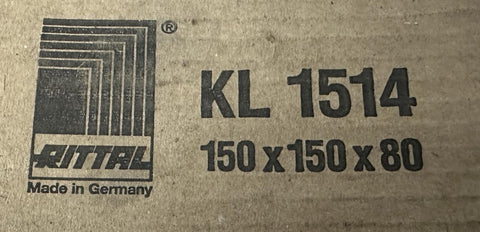 ®
KL 1514
RITTAL
150 x 150 x 80
Made in Germany